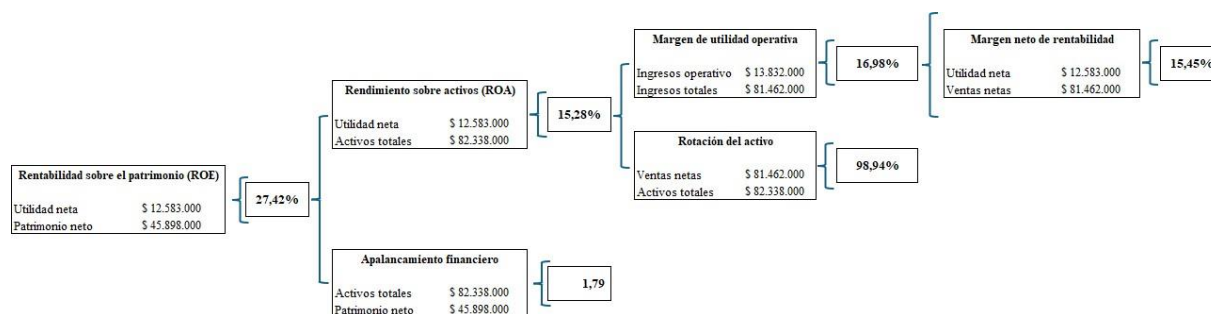 Rentabilidad sobre el patrimonio (ROE)
Utilidad neta $ 12.583.000
Patrimonio neto $ 45.898.000
27,42%
Rendimiento sobre activos (ROA)
Utilidad neta $ 12.583.000
Activos totales $ 82.338.000
15,28%
Apalancamiento financiero
Activos totales $ 82.338.000
Patrimonio neto $ 45.898.000
1,79
Margen de utilidad operativa
Ingresos operativo $ 13.832.000
Ingresos totales $ 81.462.000
16,98%
Rotación del activo
Ventas netas $ 81.462.000
Activos totales $ 82.338.000
98,94%
Margen neto de rentabilidad
Utilidad neta $ 12.583.000
Ventas netas $ 81.462.000
15,45%